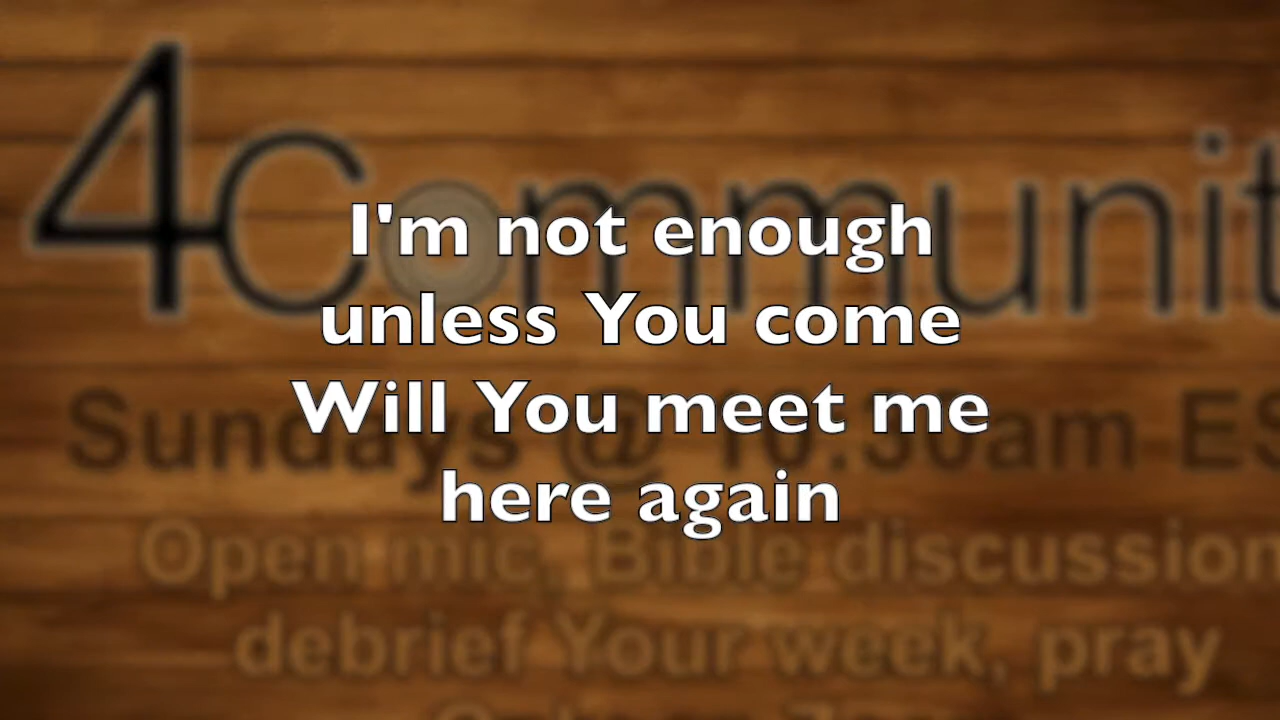 4Communit
I'm not enough
unless You come
Will You meet me
here again
Sundays @ 10:30am ES
Open mic, Bible discussion
debrief Your week, pray